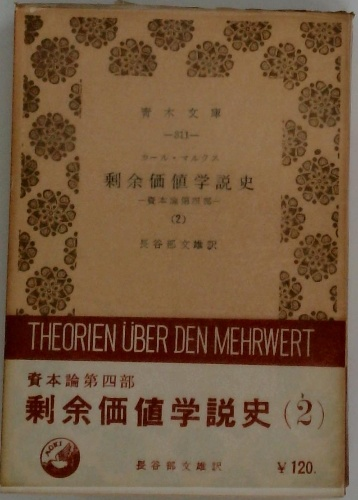 青木文庫
—811—
カール・マルクス
剰余価値学説史
—資本論第四部—
(2)
長谷部文雄訳
THEORIEN ÜBER DEN MEHRWERT
資本論第四部
剰余価値学説史(2)
AOKI
長谷部文雄訳
¥120.